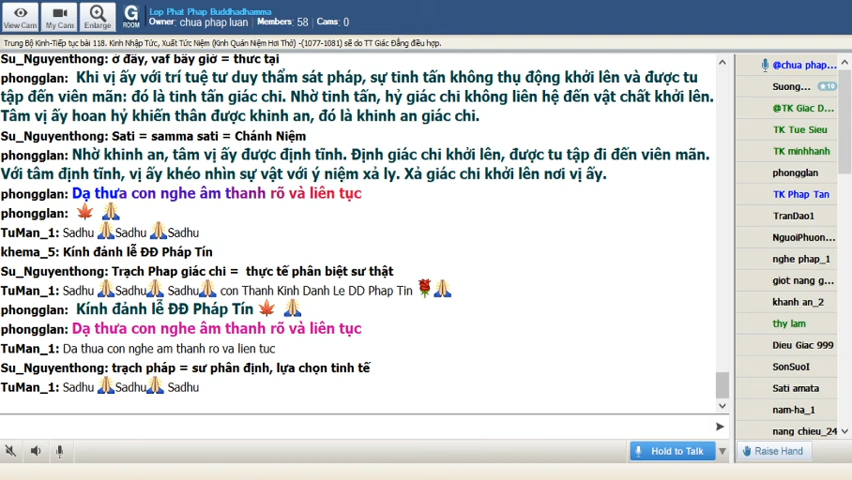 View Cam
My Cam
Enlarge
G ROOM
Lop Phat Phap Buddhadhamma
Owner: chua phap luan Members: 58 Cams: 0
Trung Bộ Kinh-Tiếp tục bài 118. Kinh Nhập Tức, Xuất Tức Niệm (Kinh Quán Niệm Hơi Thở) -(1077-1081) sẽ do TT Giác Đẳng điều hợp.
Su_Nguyenthong: ở đây, vaf bây giờ = thực tại
phongglan: Khi vị ấy với trí tuệ tư duy thẩm sát pháp, sự tinh tấn không thụ động khởi lên và được tu
tập đến viên mãn: đó là tinh tấn giác chi. Nhờ tinh tấn, hỷ giác chi không liên hệ đến vật chất khởi lên.
Tâm vị ấy hoan hỷ khiến thân được khinh an, đó là khinh an giác chi.
Su_Nguyenthong: Sati = samma sati = Chánh Niệm
phongglan: Nhờ khinh an, tâm vị ấy được định tĩnh. Định giác chi khởi lên, được tu tập đi đến viên mãn.
Với tâm định tĩnh, vị ấy khéo nhìn sự vật với ý niệm xả ly. Xả giác chi khởi lên nơi vị ấy.
phongglan: Dạ thưa con nghe âm thanh rõ và liên tục
phongglan:
TuMan_1: Sadhu Sadhu Sadhu
khema_5: Kính đảnh lễ ĐĐ Pháp Tín
Su_Nguyenthong: Trạch Phap giác chi = thực tế phân biệt sư thật
TuMan_1: Sadhu Sadhu Sadhu con Thanh Kinh Danh Le DD Phap Tin
phongglan: Kính đảnh lễ ĐĐ Pháp Tín
phongglan: Dạ thưa con nghe âm thanh rõ và liên tục
TuMan_1: Da thua con nghe am thanh ro va lien tuc
Su_Nguyenthong: trạch pháp = sư phân định, lựa chọn tinh tế
TuMan_1: Sadhu Sadhu Sadhu
@chua phap...
Suong... 10
@TK Giac D...
TK Tue Sieu
TK minhhanh
phongglan
TK Phap Tan
TranDao1
NguoiPhuon...
nghe phap_1
giot nang g...
khanh an_2
thy lam
Dieu Giac 999
SonSuoI
Sati amata
nam-ha_1
nang chieu_24
Hold to Talk
Raise Hand